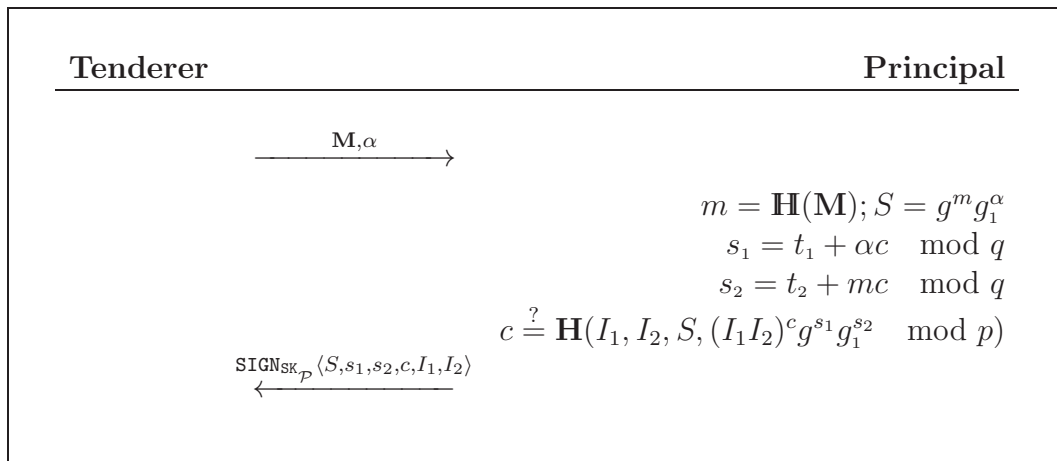 Tenderer Principal
M,α
m = H(M); S = g^m g_1^α
s_1 = t_1 + αc mod q
s_2 = t_2 + mc mod q
c ?= H(I_1, I_2, S, (I_1I_2)^c g^{s_1} g_1^{s_2} mod p)
SIGN_{SK_P}⟨S,s_1,s_2,c,I_1,I_2⟩